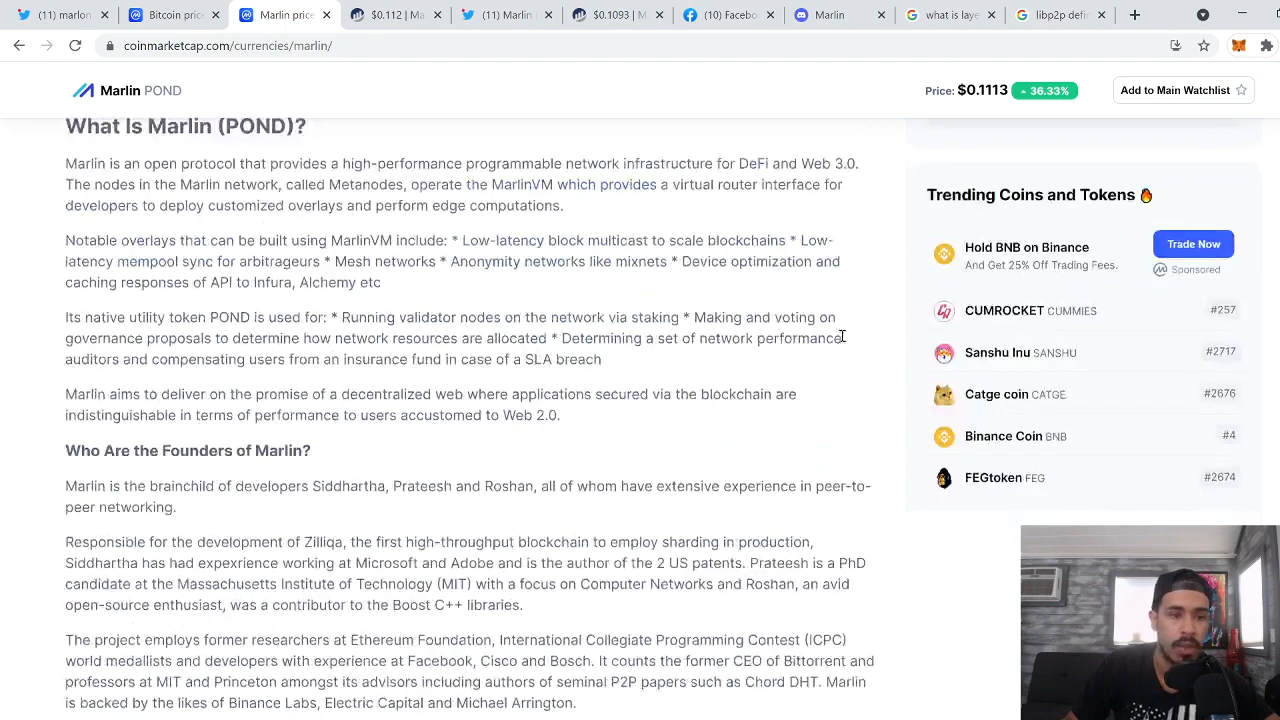 (11) marlon
Bitcoin price
Marlin price
$0.112 | Ma
(11) Marlin
$0.1093 | M
(10) Faceboo
Marlin
what is laye
libp2p defin
coinmarketcap.com/currencies/marlin/
Marlin POND
Price: $0.1113 36.33%
Add to Main Watchlist
What Is Marlin (POND)?
Marlin is an open protocol that provides a high-performance programmable network infrastructure for DeFi and Web 3.0.
The nodes in the Marlin network, called Metanodes, operate the MarlinVM which provides a virtual router interface for
developers to deploy customized overlays and perform edge computations.
Notable overlays that can be built using MarlinVM include: * Low-latency block multicast to scale blockchains * Low-
latency mempool sync for orbitrageurs * Mesh networks * Anonymity networks like mixnets * Device optimization and
caching responses of API to Infura, Alchemy etc
Its native utility token POND is used for: * Running validator nodes on the network via staking * Making and voting on
governance proposals to determine how network resources are allocated * Determining a set of network performance
auditors and compensating users from an insurance fund in case of a SLA breach
Marlin aims to deliver on the promise of a decentralized web where applications secured via the blockchain are
indistinguishable in terms of performance to users accustomed to Web 2.0.
Who Are the Founders of Marlin?
Marlin is the brainchild of developers Siddhartha, Prateesh and Roshan, all of whom have extensive experience in peer-to-
peer networking.
Responsible for the development of Zilliqa, the first high-throughput blockchain to employ sharding in production,
Siddhartha has had expexrience working at Microsoft and Adobe and is the author of the 2 US patents. Prateesh is a PhD
candidate at the Massachusetts Institute of Technology (MIT) with a focus on Computer Networks and Roshan, an avid
open-source enthusiast, was a contributor to the Boost C++ libraries.
The project employs former researchers at Ethereum Foundation, International Collegiate Programming Contest (ICPC)
world medallists and developers with experience at Facebook, Cisco and Bosch. It counts the former CEO of Bittorrent and
professors at MIT and Princeton amongst its advisors including authors of seminal P2P papers such as Chord DHT. Marlin
is backed by the likes of Binance Labs, Electric Capital and Michael Arrington.
Trending Coins and Tokens
Hold BNB on Binance
And Get 25% Off Trading Fees.
Trade Now
Sponsored
CUMROCKET CUMMIES #257
Sanshu Inu SANSHU #2717
Catge coin CATGE #2676
Binance Coin BNB #4
FEGtoken FEG #2674